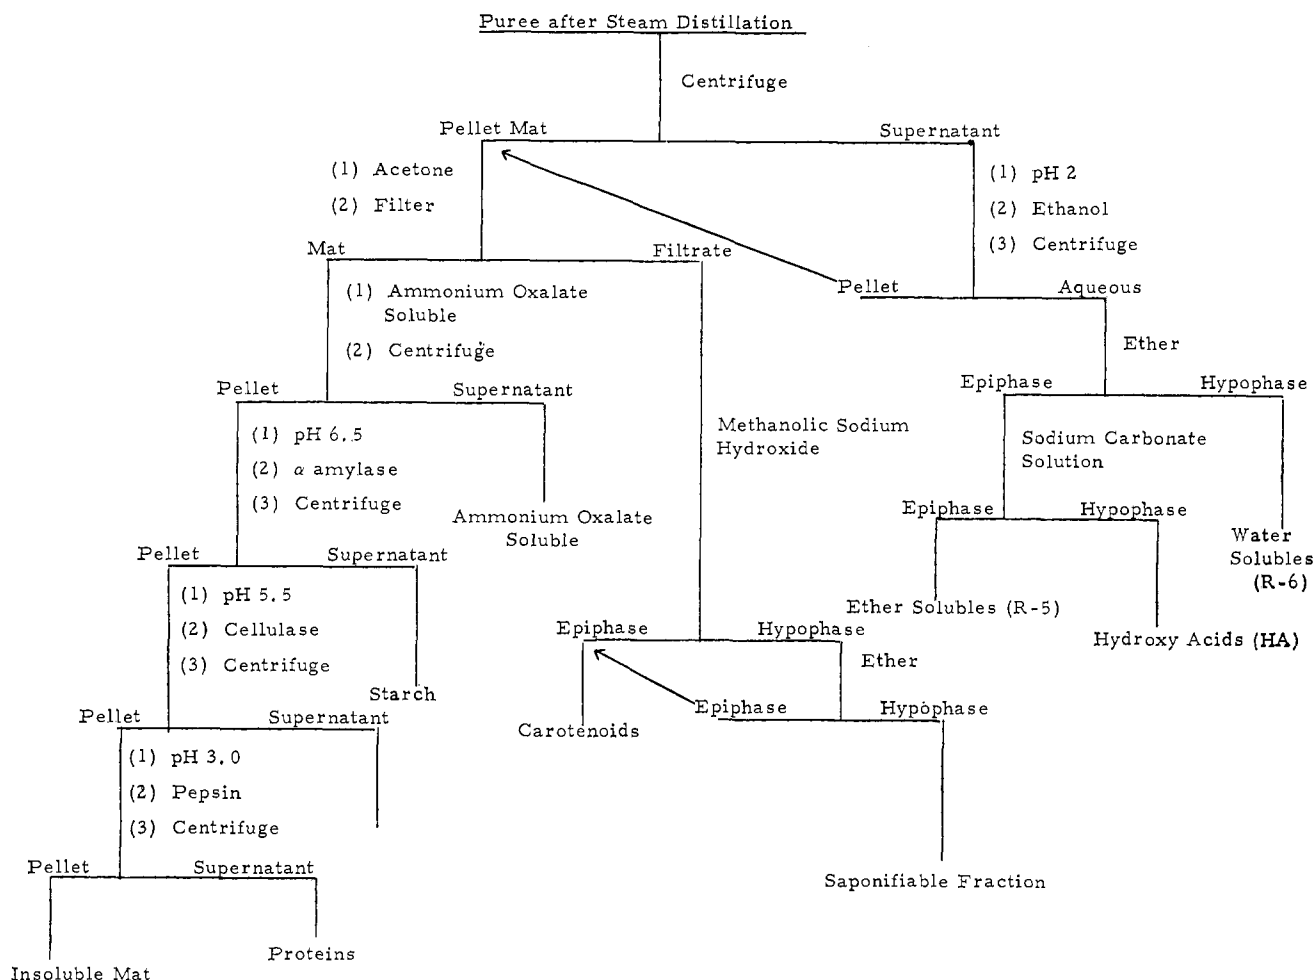 Puree after Steam Distillation
Centrifuge
Pellet Mat
Supernatant
(1) Acetone
(2) Filter
(1) pH 2
(2) Ethanol
(3) Centrifuge
Mat
Filtrate
Pellet
Aqueous
(1) Ammonium Oxalate
Soluble
(2) Centrifuge
Ether
Pellet
Supernatant
Epiphase
Hypophase
(1) pH 6.5
(2) α amylase
(3) Centrifuge
Methanolic Sodium
Hydroxide
Sodium Carbonate
Solution
Ammonium Oxalate
Soluble
Epiphase
Hypophase
Water
Solubles
(R-6)
Pellet
Supernatant
(1) pH 5.5
(2) Cellulase
(3) Centrifuge
Ether Solubles (R-5)
Hydroxy Acids (HA)
Epiphase
Hypophase
Ether
Starch
Pellet
Supernatant
Epiphase
Hypophase
Carotenoids
(1) pH 3.0
(2) Pepsin
(3) Centrifuge
Pellet
Supernatant
Saponifiable Fraction
Proteins
Insoluble Mat